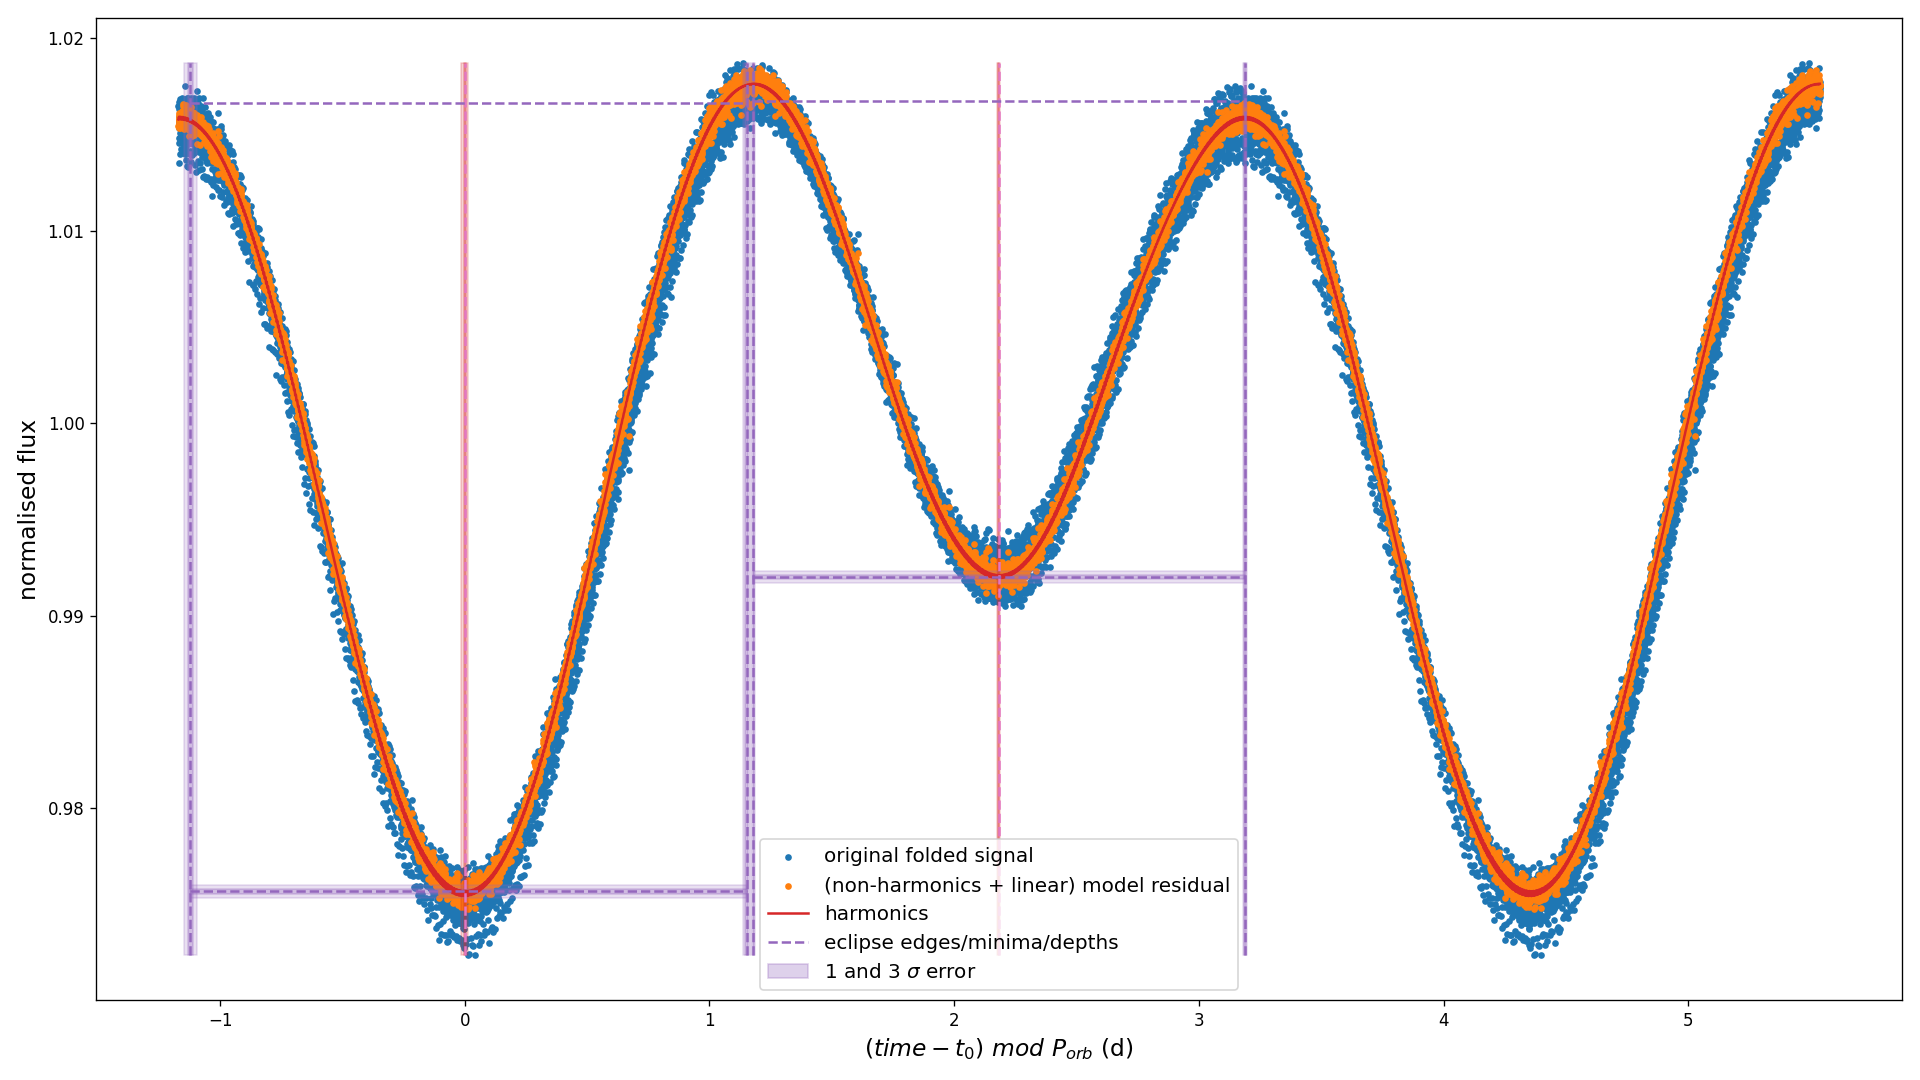 1.02
1.01
1.00
0.99
0.98
normalised flux
−1
0
1
2
3
4
5
(time − t₀) mod P_orb (d)
original folded signal
(non-harmonics + linear) model residual
harmonics
eclipse edges/minima/depths
1 and 3 σ error